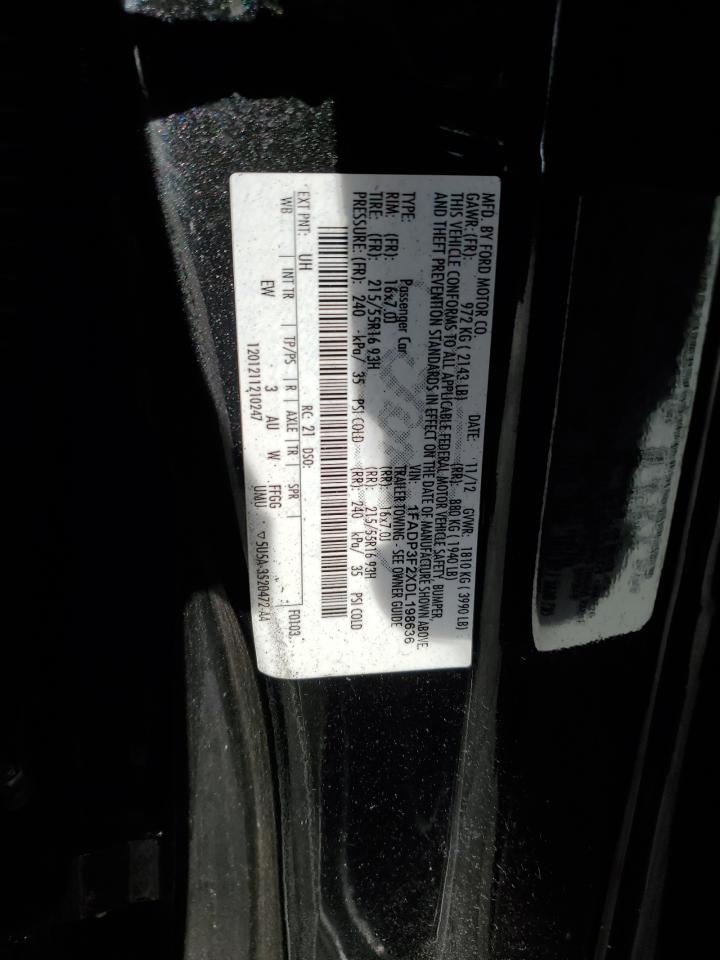 MFD. BY FORD MOTOR CO.
DATE: 11/12 GVWR: 1810 KG ( 3990 LB)
GAWR: (FR): 972 KG ( 2143 LB) (RR): 880 KG ( 1940 LB)
THIS VEHICLE CONFORMS TO ALL APPLICABLE FEDERAL MOTOR VEHICLE SAFETY, BUMPER,
AND THEFT PREVENTION STANDARDS IN EFFECT ON THE DATE OF MANUFACTURE SHOWN ABOVE.
VIN: 1FADP3F2XDL198636
TYPE: Passenger Car TRAILER TOWING - SEE OWNER GUIDE
RIM: (FR): 16x7.0J (RR): 16x7.0J
TIRE: (FR): 215/55R16 93H (RR): 215/55R16 93H
PRESSURE: (FR): 240 kPa/ 35 PSI COLD (RR): 240 kPa/ 35 PSI COLD
EXT PNT: UH RC: 21 DSO: F0103
WB INT TR TP/PS R AXLE TR SPR
EW 3 AU W FFGG UNU
1201211210247 ▽ 5U5A-3520472-AA